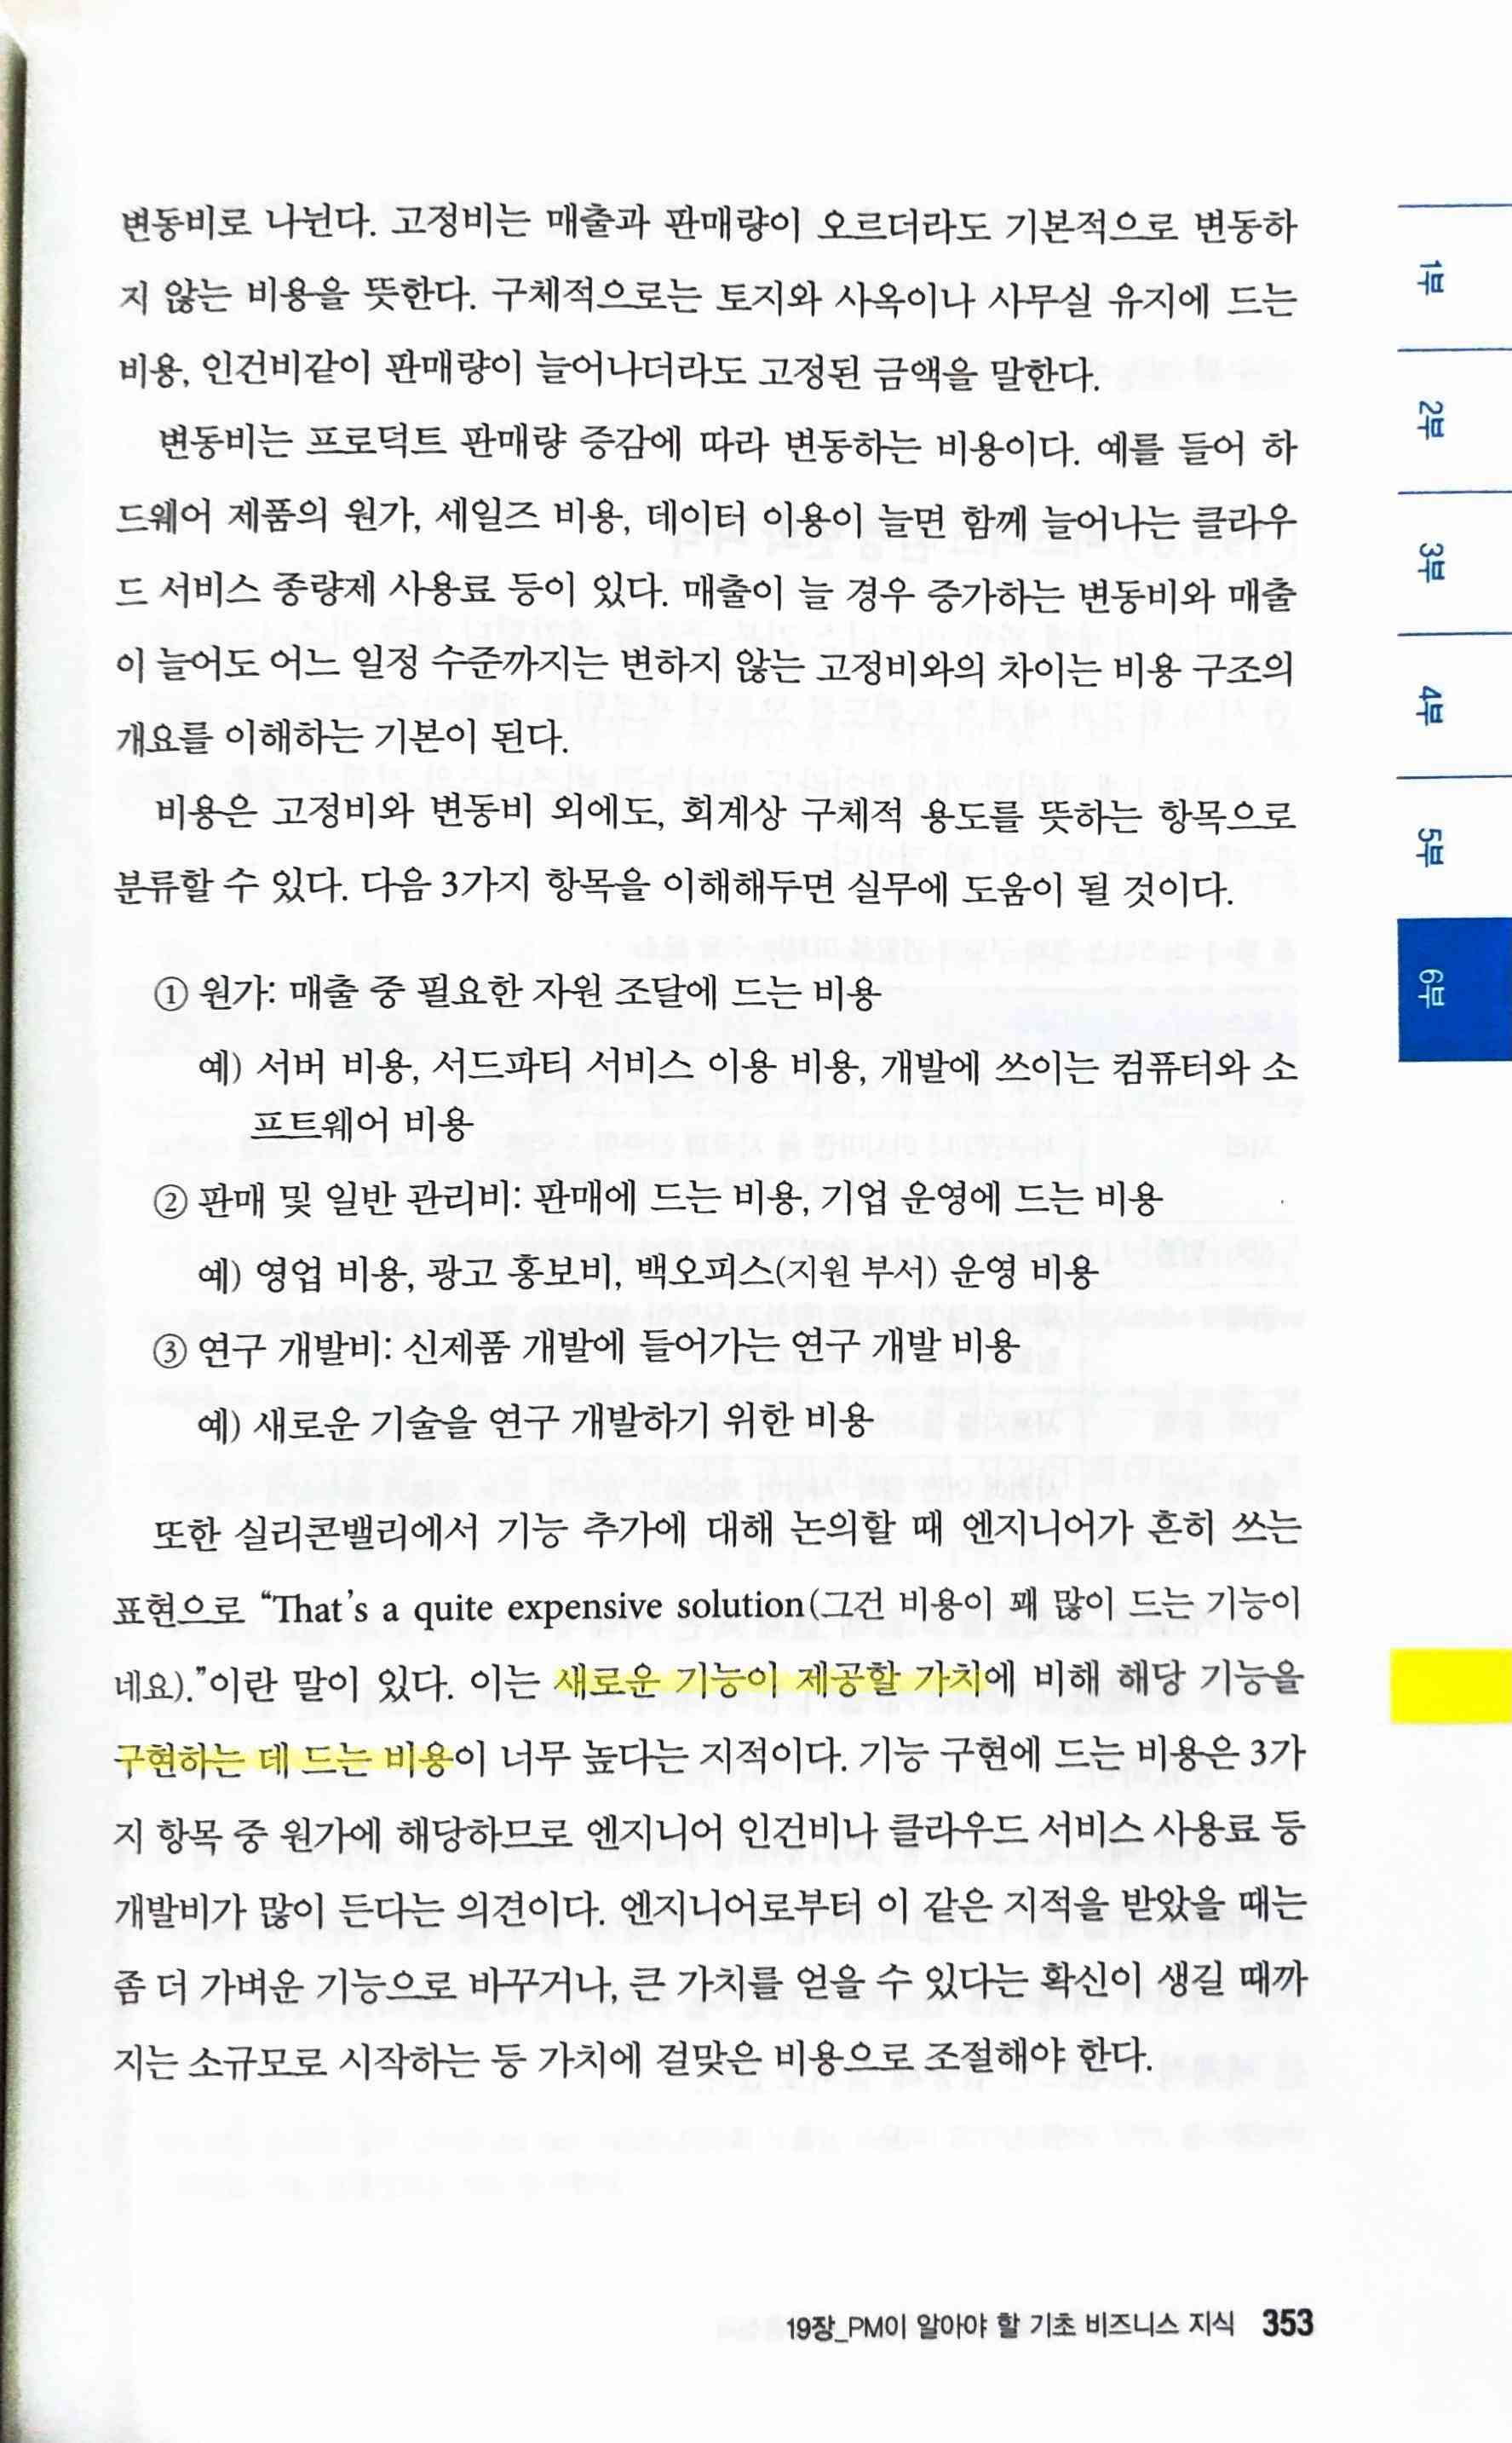 변동비로 나뉜다. 고정비는 매출과 판매량이 오르더라도 기본적으로 변동하
지 않는 비용을 뜻한다. 구체적으로는 토지와 사옥이나 사무실 유지에 드는
비용, 인건비같이 판매량이 늘어나더라도 고정된 금액을 말한다.
변동비는 프로덕트 판매량 증감에 따라 변동하는 비용이다. 예를 들어 하
드웨어 제품의 원가, 세일즈 비용, 데이터 이용이 늘면 함께 늘어나는 클라우
드 서비스 종량제 사용료 등이 있다. 매출이 늘 경우 증가하는 변동비와 매출
이 늘어도 어느 일정 수준까지는 변하지 않는 고정비와의 차이는 비용 구조의
개요를 이해하는 기본이 된다.
비용은 고정비와 변동비 외에도, 회계상 구체적 용도를 뜻하는 항목으로
분류할 수 있다. 다음 3가지 항목을 이해해두면 실무에 도움이 될 것이다.
① 원가: 매출 중 필요한 자원 조달에 드는 비용
예) 서버 비용, 서드파티 서비스 이용 비용, 개발에 쓰이는 컴퓨터와 소
프트웨어 비용
② 판매 및 일반 관리비: 판매에 드는 비용, 기업 운영에 드는 비용
예) 영업 비용, 광고 홍보비, 백오피스(지원 부서) 운영 비용
③ 연구 개발비: 신제품 개발에 들어가는 연구 개발 비용
예) 새로운 기술을 연구 개발하기 위한 비용
또한 실리콘밸리에서 기능 추가에 대해 논의할 때 엔지니어가 흔히 쓰는
표현으로 “That's a quite expensive solution(그건 비용이 꽤 많이 드는 기능이
네요).”이란 말이 있다. 이는 새로운 기능이 제공할 가치에 비해 해당 기능을
구현하는 데 드는 비용이 너무 높다는 지적이다. 기능 구현에 드는 비용은 3가
지 항목 중 원가에 해당하므로 엔지니어 인건비나 클라우드 서비스 사용료 등
개발비가 많이 든다는 의견이다. 엔지니어로부터 이 같은 지적을 받았을 때는
좀 더 가벼운 기능으로 바꾸거나, 큰 가치를 얻을 수 있다는 확신이 생길 때까
지는 소규모로 시작하는 등 가치에 걸맞은 비용으로 조절해야 한다.
19장_PM이 알아야 할 기초 비즈니스 지식 353
1부
2부
3부
4부
5부
6부